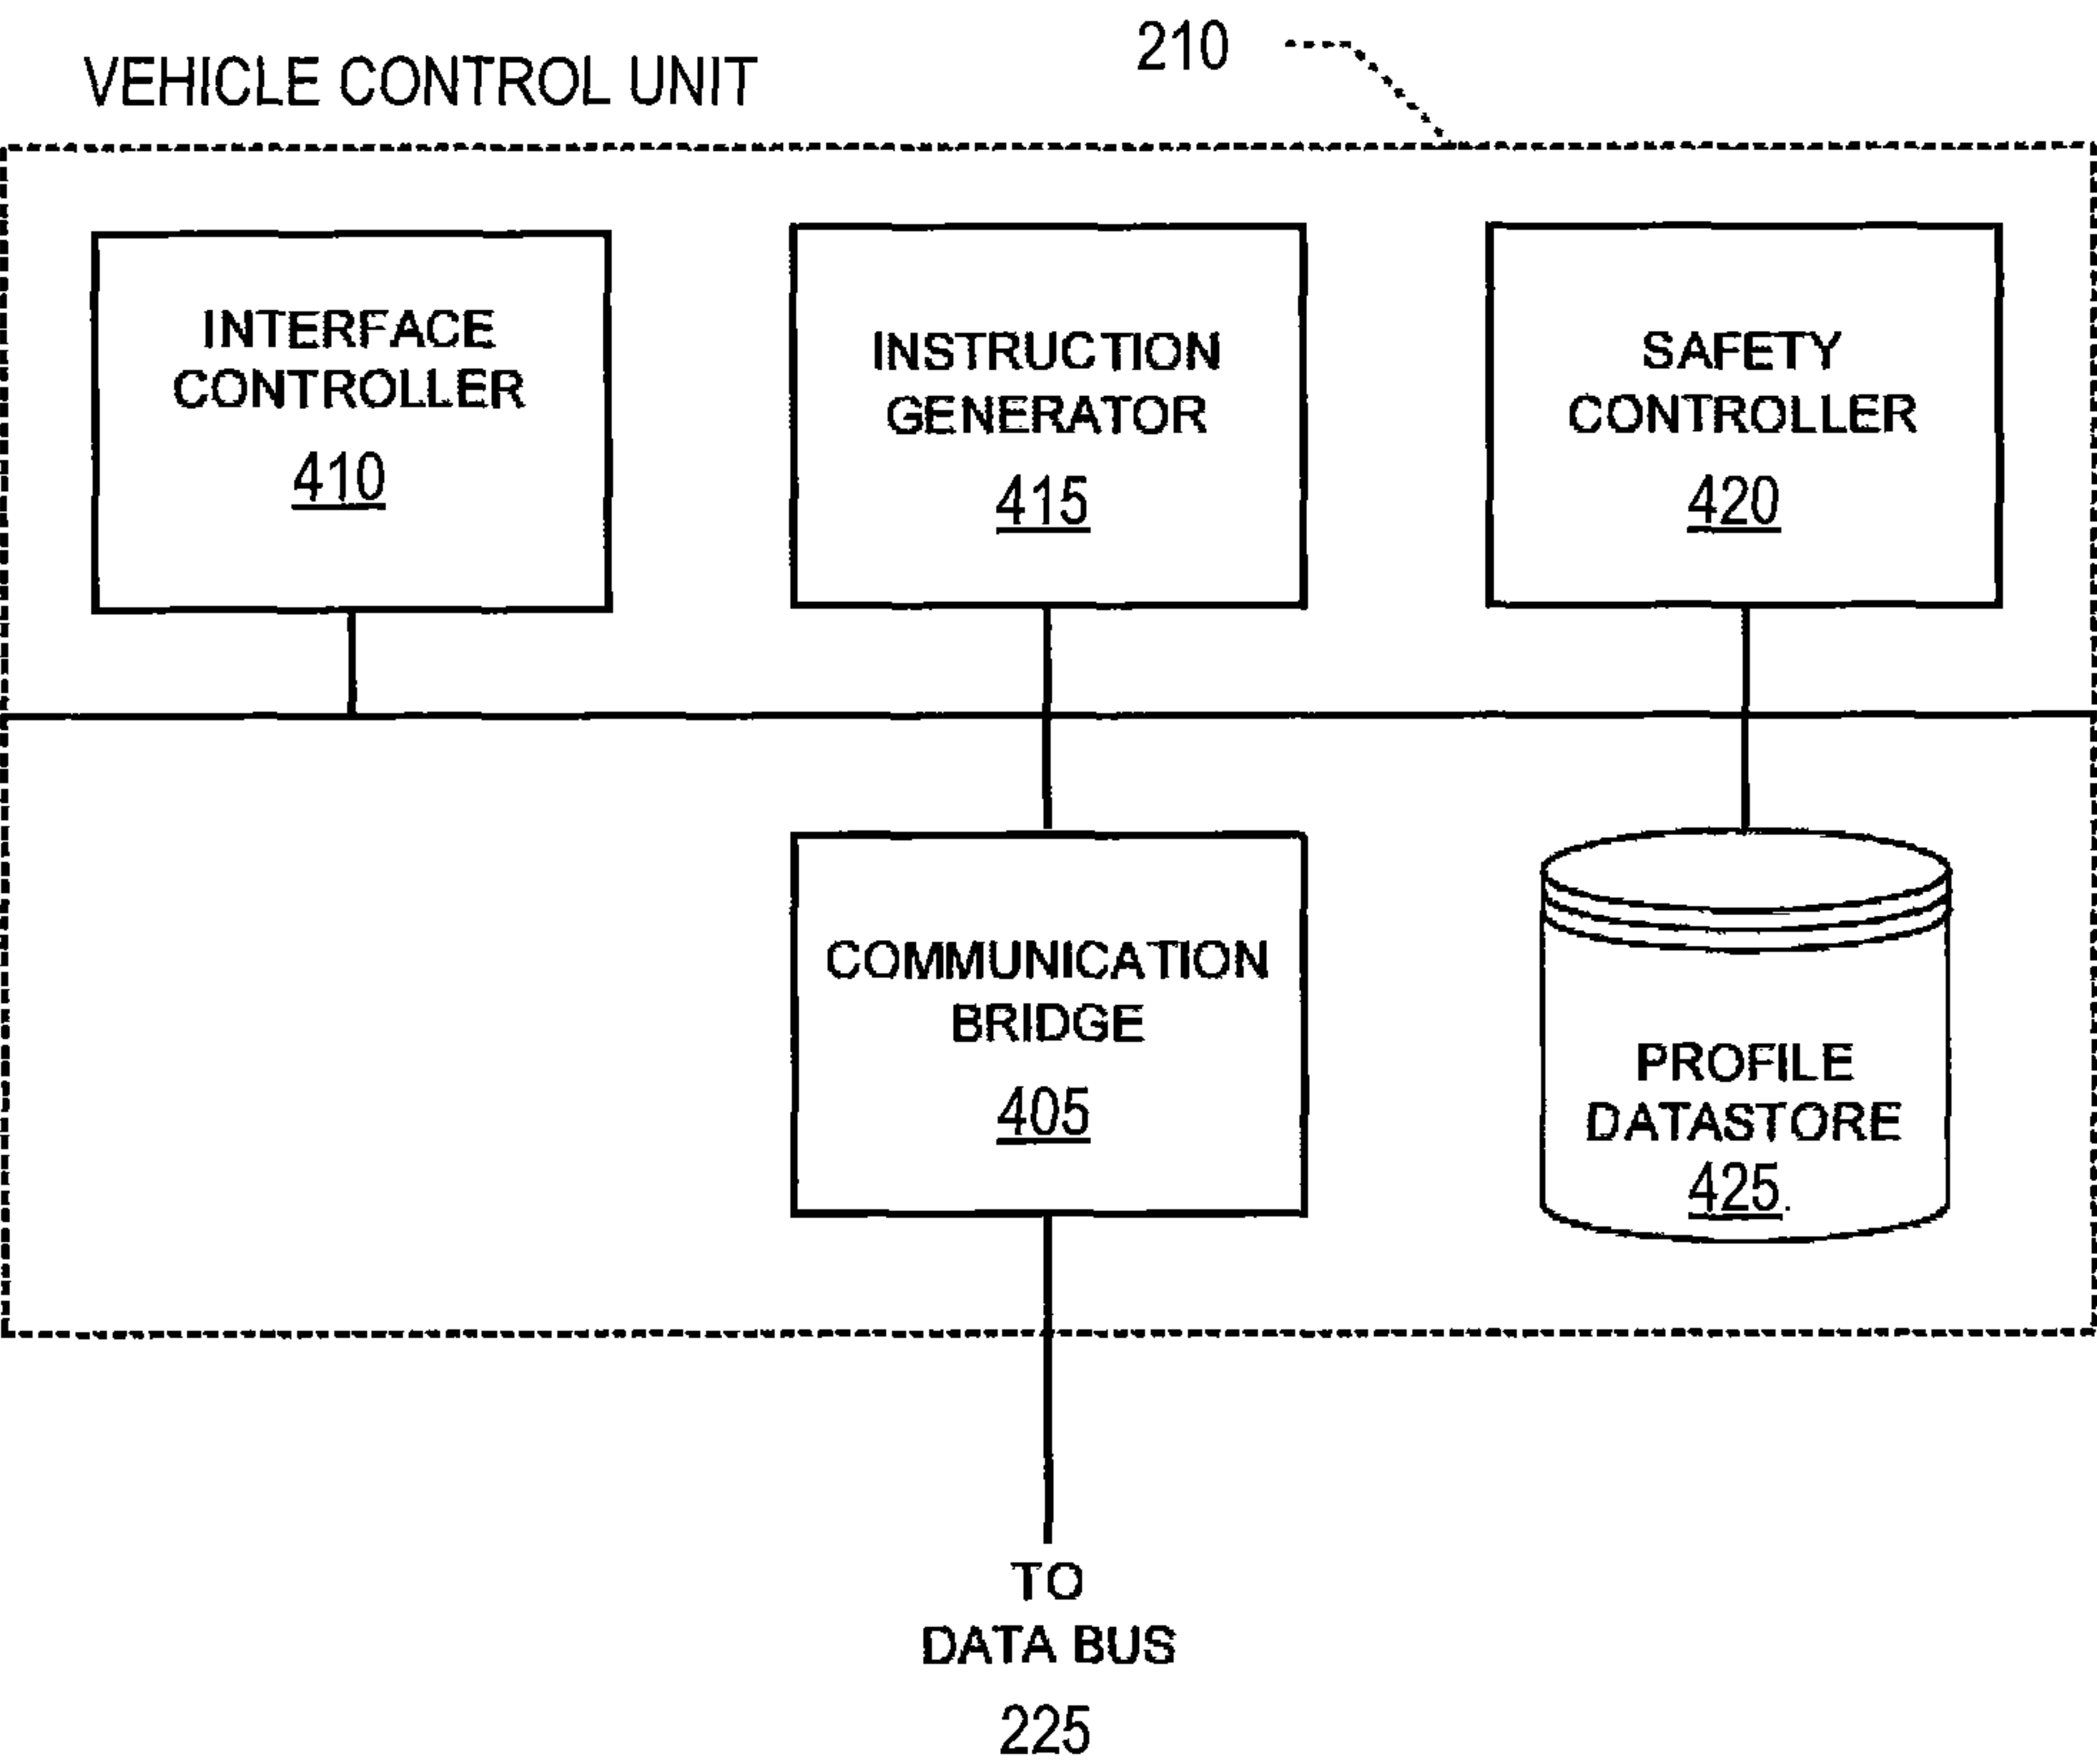 VEHICLE CONTROL UNIT
210
INTERFACE
CONTROLLER
410
INSTRUCTION
GENERATOR
415
SAFETY
CONTROLLER
420
COMMUNICATION
BRIDGE
405
PROFILE
DATASTORE
425.
TO
DATA BUS
225